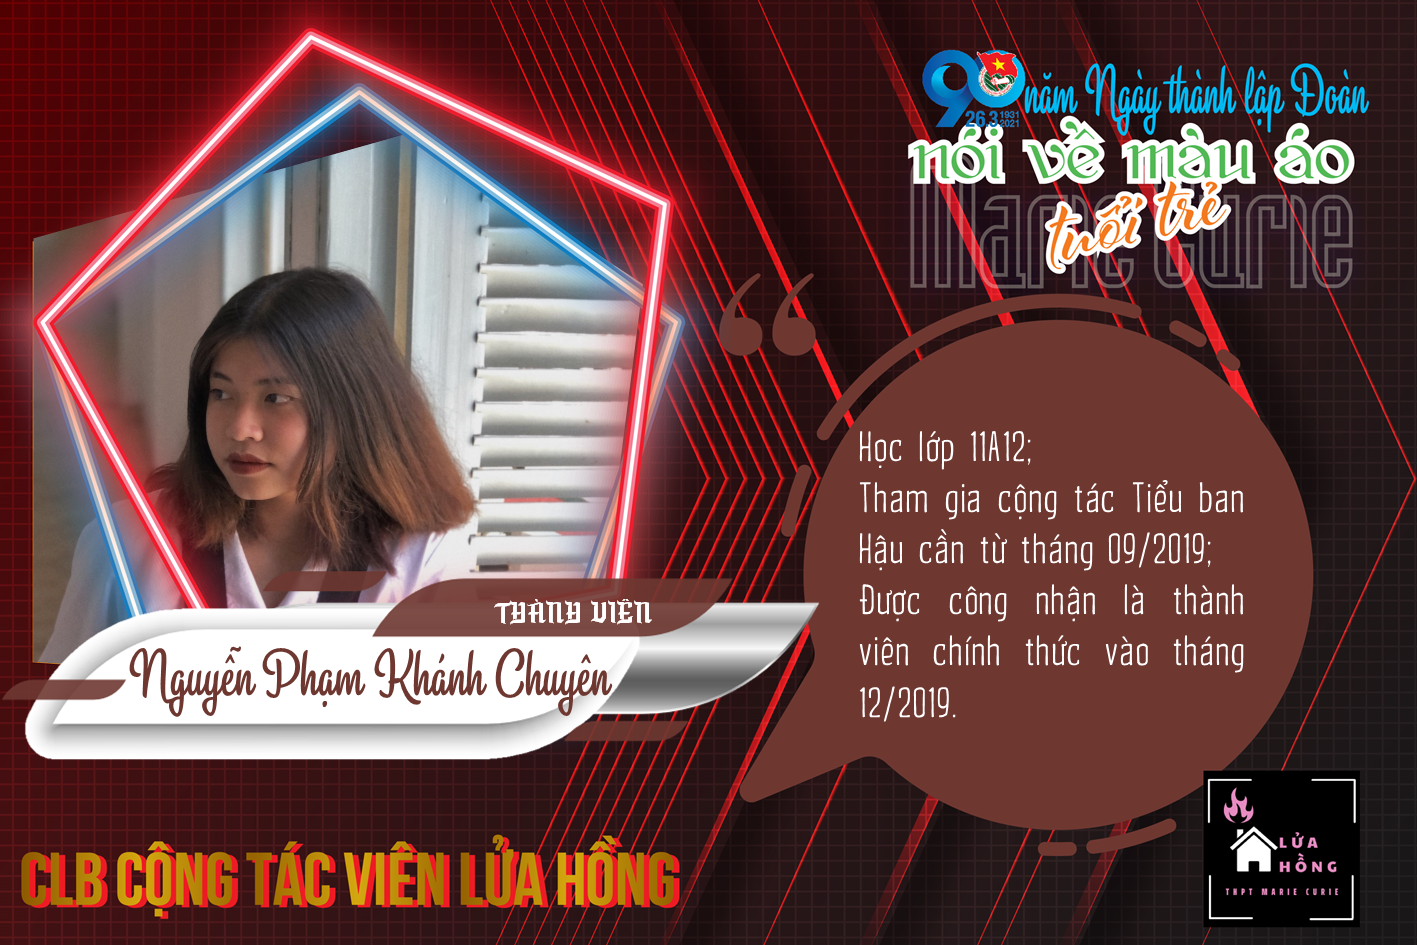 90 năm Ngày thành lập Đoàn
26.3 1931 2021
nói về màu áo
tuổi trẻ
Marie Curie
Học lớp 11A12;
Tham gia cộng tác Tiểu ban
Hậu cần từ tháng 09/2019;
Được công nhận là thành
viên chính thức vào tháng
12/2019.
THÀNH VIÊN
Nguyễn Phạm Khánh Chuyên
CLB CỘNG TÁC VIÊN LỬA HỒNG
LỬA
HỒNG
THPT MARIE CURIE